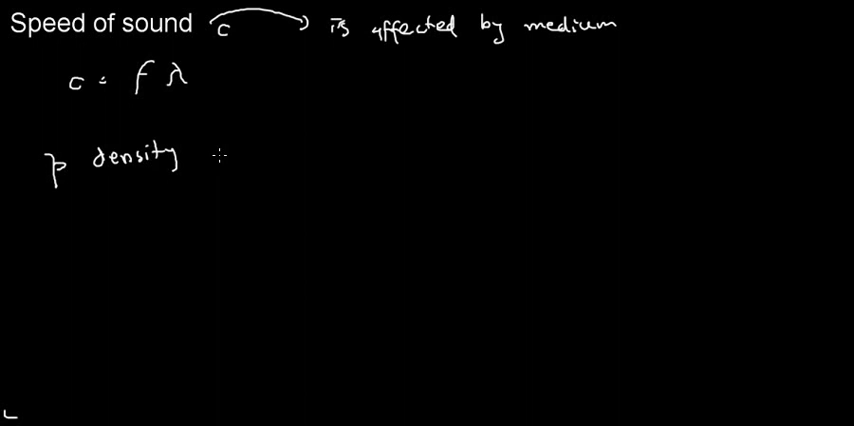 Speed of sound c → is affected by medium
c = f λ
ρ density